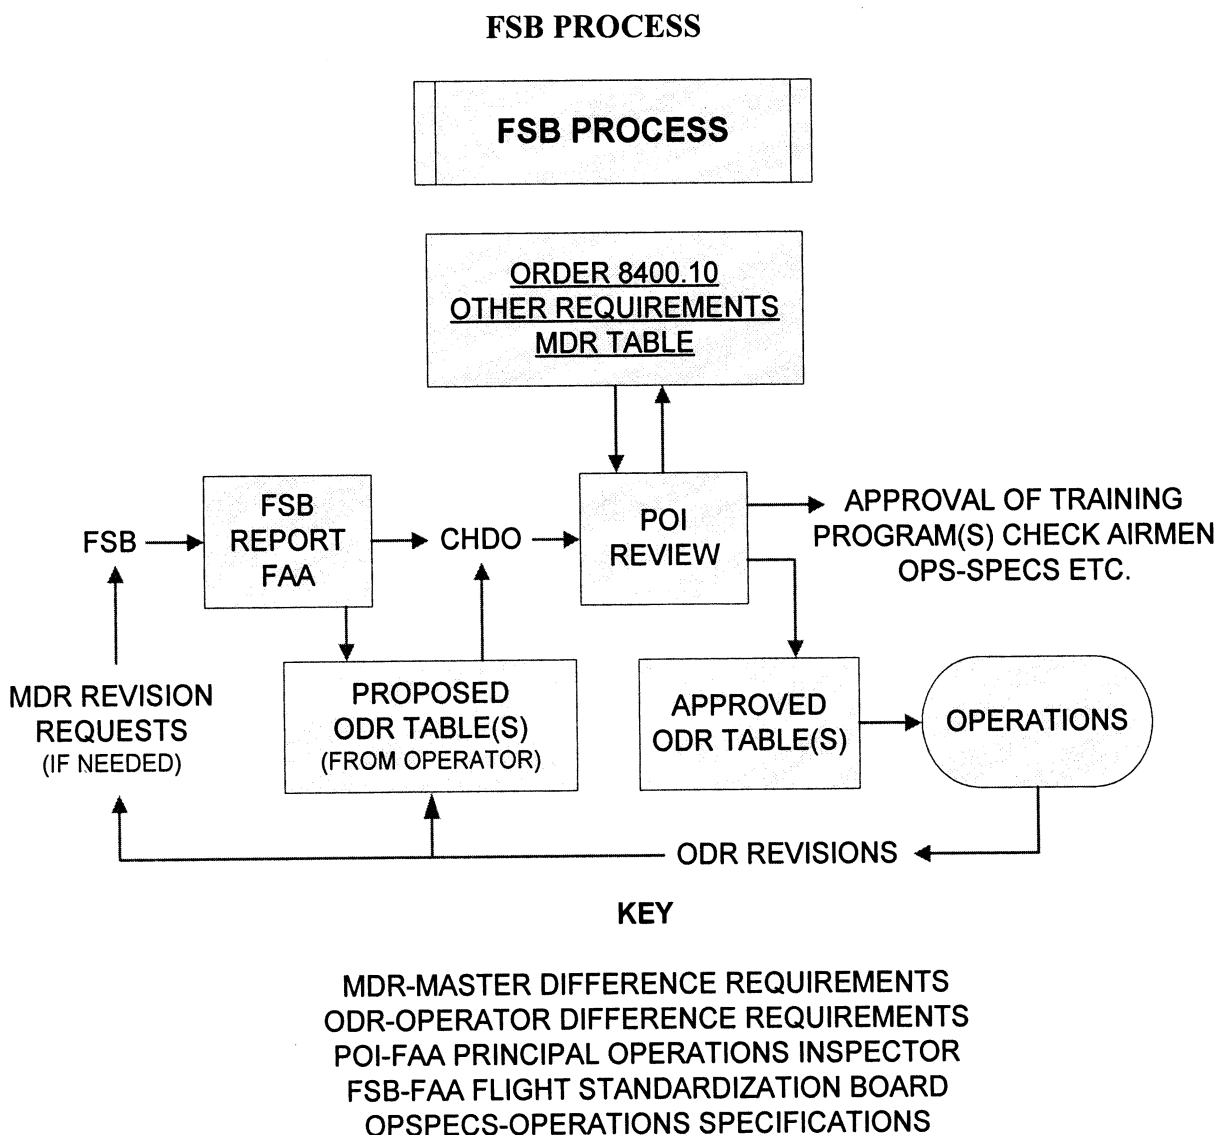 FSB PROCESS
FSB PROCESS
ORDER 8400.10
OTHER REQUIREMENTS
MDR TABLE
FSB
FSB
REPORT
FAA
CHDO
POI
REVIEW
APPROVAL OF TRAINING
PROGRAM(S) CHECK AIRMEN
OPS-SPECS ETC.
MDR REVISION
REQUESTS
(IF NEEDED)
PROPOSED
ODR TABLE(S)
(FROM OPERATOR)
APPROVED
ODR TABLE(S)
OPERATIONS
ODR REVISIONS
KEY
MDR-MASTER DIFFERENCE REQUIREMENTS
ODR-OPERATOR DIFFERENCE REQUIREMENTS
POI-FAA PRINCIPAL OPERATIONS INSPECTOR
FSB-FAA FLIGHT STANDARDIZATION BOARD
OPSPECS-OPERATIONS SPECIFICATIONS